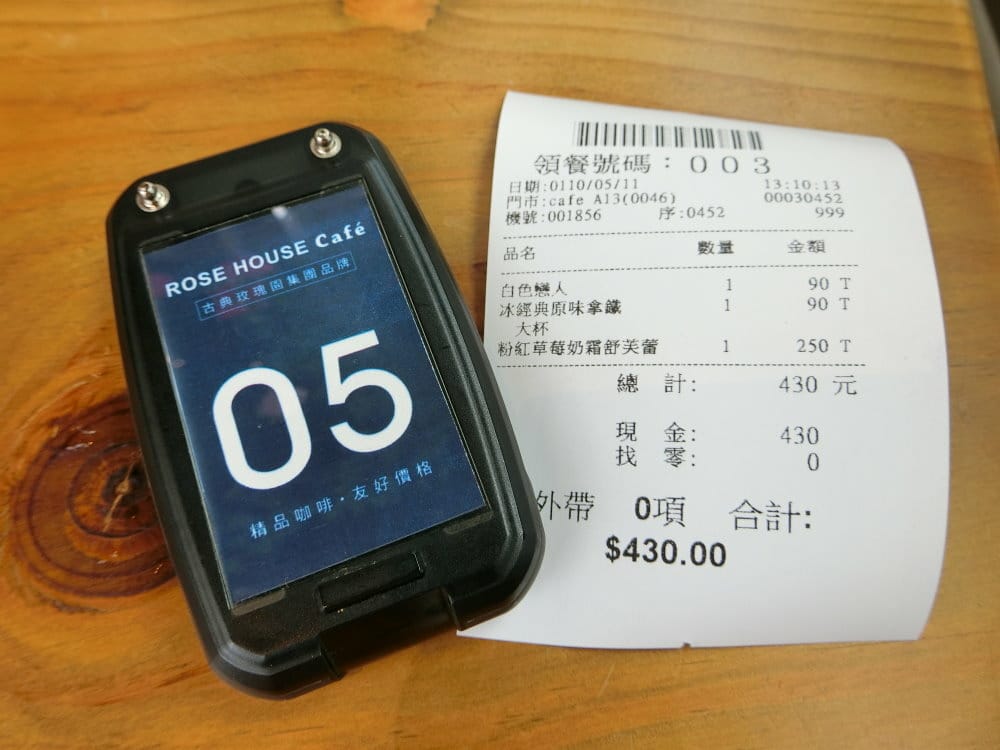 ROSE HOUSE Café
古典玫瑰園集團品牌
05
精品咖啡·友好價格
領餐號碼：003
日期:0110/05/11 13:10:13
門市:cafe A13(0046) 00030452
機號:001856 序:0452 999
品名 數量 金額
白色戀人 1 90 T
冰經典原味拿鐵 1 90 T
大杯
粉紅草莓奶霜舒芙蕾 1 250 T
總 計: 430 元
現 金: 430
找 零: 0
外帶 0項 合計:
$430.00